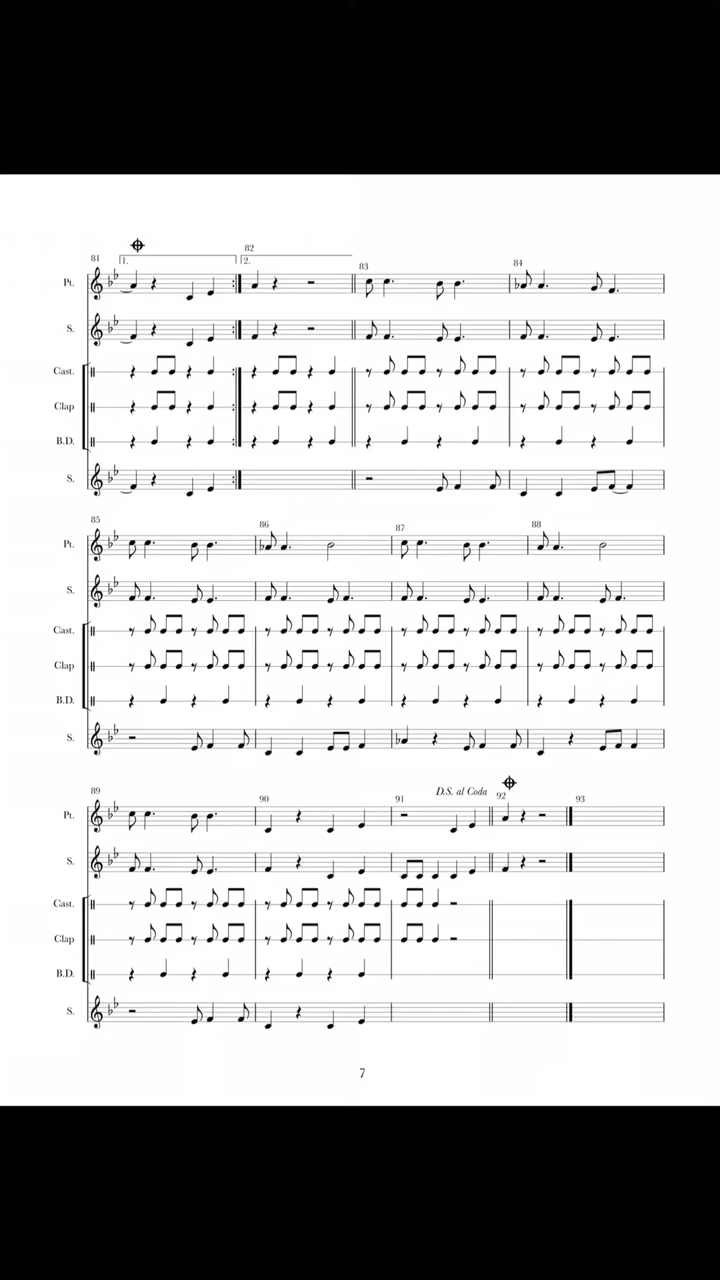 81
1.
82
2.
83
84
Pt.
S.
Cast.
Clap
B.D.
S.
85
86
87
88
Pt.
S.
Cast.
Clap
B.D.
S.
89
90
91
D.S. al Coda
92
93
Pt.
S.
Cast.
Clap
B.D.
S.
7